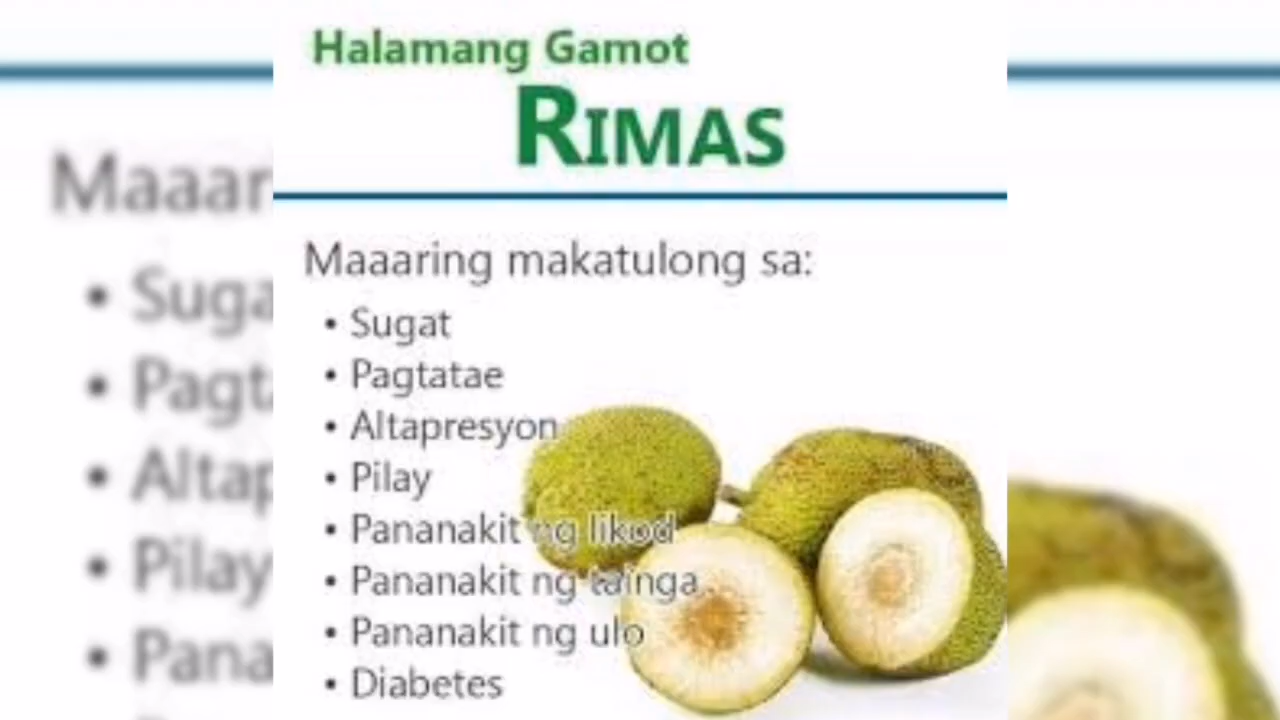 Halamang Gamot
RIMAS
Maaaring makatulong sa:
• Sugat
• Pagtatae
• Altapresyon
• Pilay
• Pananakit ng likod
• Pananakit ng tainga
• Pananakit ng ulo
• Diabetes